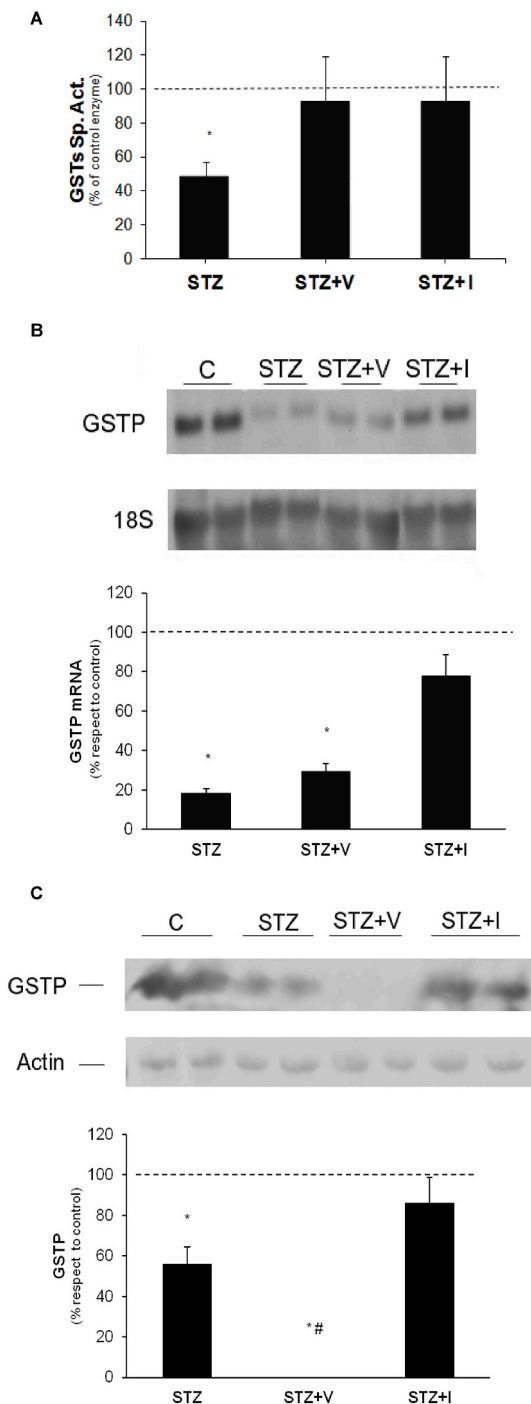 A
GSTs Sp. Act.
(% of control enzyme)
140
120
100
80
60
40
20
0
*
STZ STZ+V STZ+I
B
C STZ STZ+V STZ+I
GSTP
18S
GSTP mRNA
(% respect to control)
120
100
80
60
40
20
0
* *
STZ STZ+V STZ+I
C
C STZ STZ+V STZ+I
GSTP
Actin
GSTP
(% respect to control)
120
100
80
60
40
20
0
*
*#
STZ STZ+V STZ+I